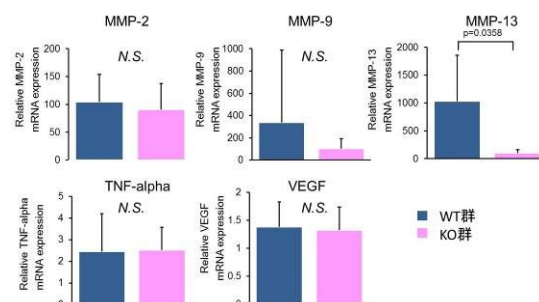 MMP-2
MMP-9
MMP-13
Relative MMP-2
mRNA expression
200
150
100
50
0
N.S.
Relative MMP-9
mRNA expression
1000
800
600
400
200
0
N.S.
Relative MMP-13
mRNA expression
2000
1500
1000
500
0
p=0.0358
TNF-alpha
VEGF
Relative TNF-alpha
mRNA expression
5
4
3
2
1
0
N.S.
Relative VEGF
mRNA expression
2
1.5
1
0.5
0
N.S.
WT群
KO群